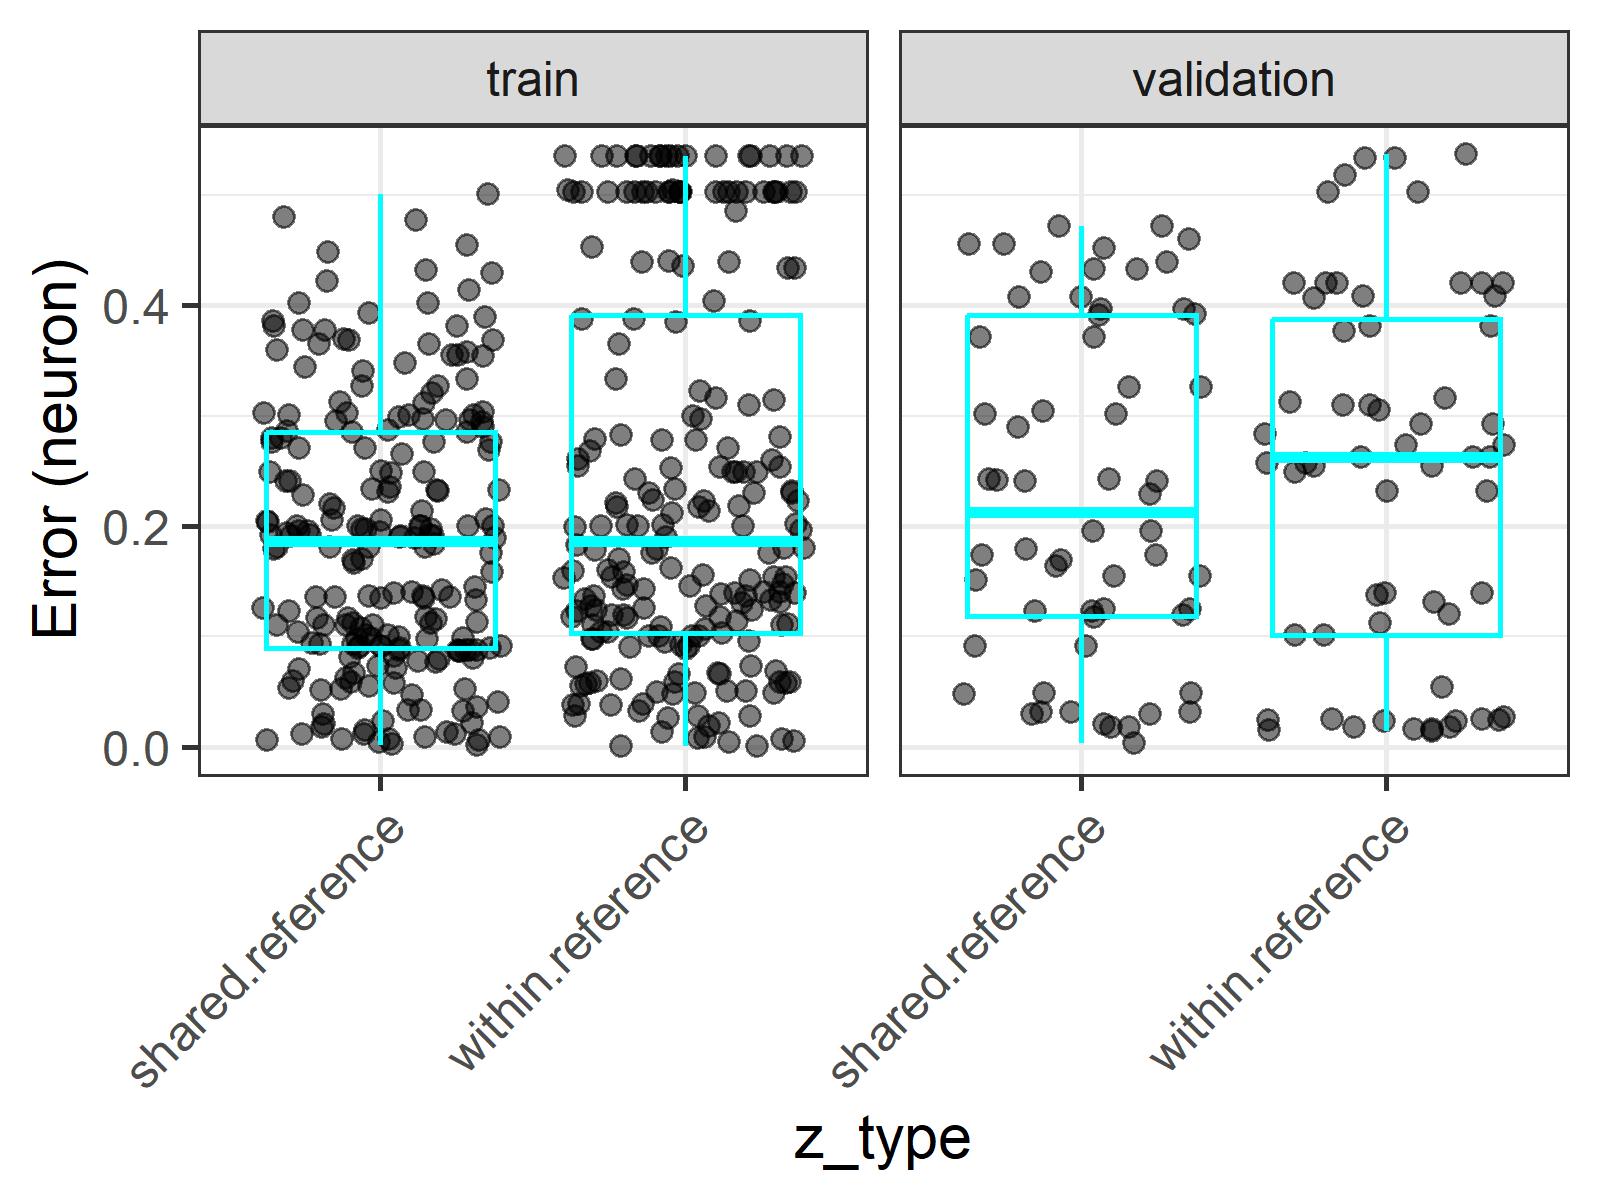 train
validation
Error (neuron)
0.4
0.2
0.0
shared.reference
within.reference
shared.reference
within.reference
z_type